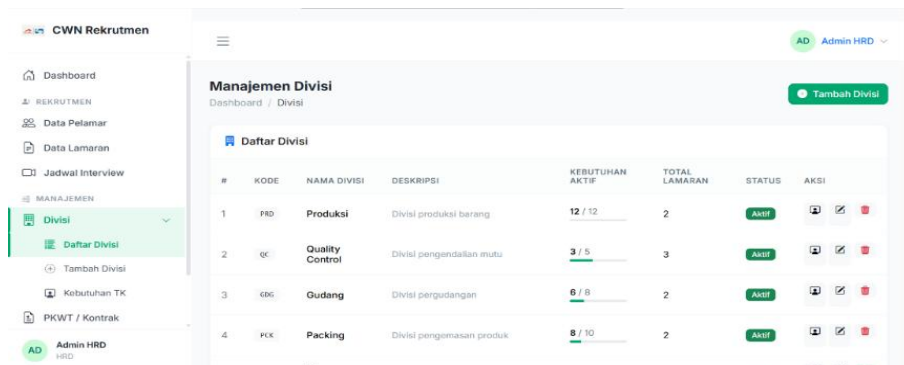 CWN Rekrutmen
AD Admin HRD
Dashboard
REKRUTMEN
Data Pelamar
Data Lamaran
Jadwal Interview
MANAJEMEN
Divisi
Daftar Divisi
Tambah Divisi
Kebutuhan TK
PKWT / Kontrak
AD Admin HRD
HRD
Manajemen Divisi
Dashboard / Divisi
Tambah Divisi
Daftar Divisi
# KODE NAMA DIVISI DESKRIPSI KEBUTUHAN AKTIF TOTAL LAMARAN STATUS AKSI
1 PRD Produksi Divisi produksi barang 12 / 12 2 Aktif
2 QC Quality Control Divisi pengendalian mutu 3 / 5 3 Aktif
3 GDG Gudang Divisi pergudangan 6 / 8 2 Aktif
4 PCK Packing Divisi pengemasan produk 8 / 10 2 Aktif